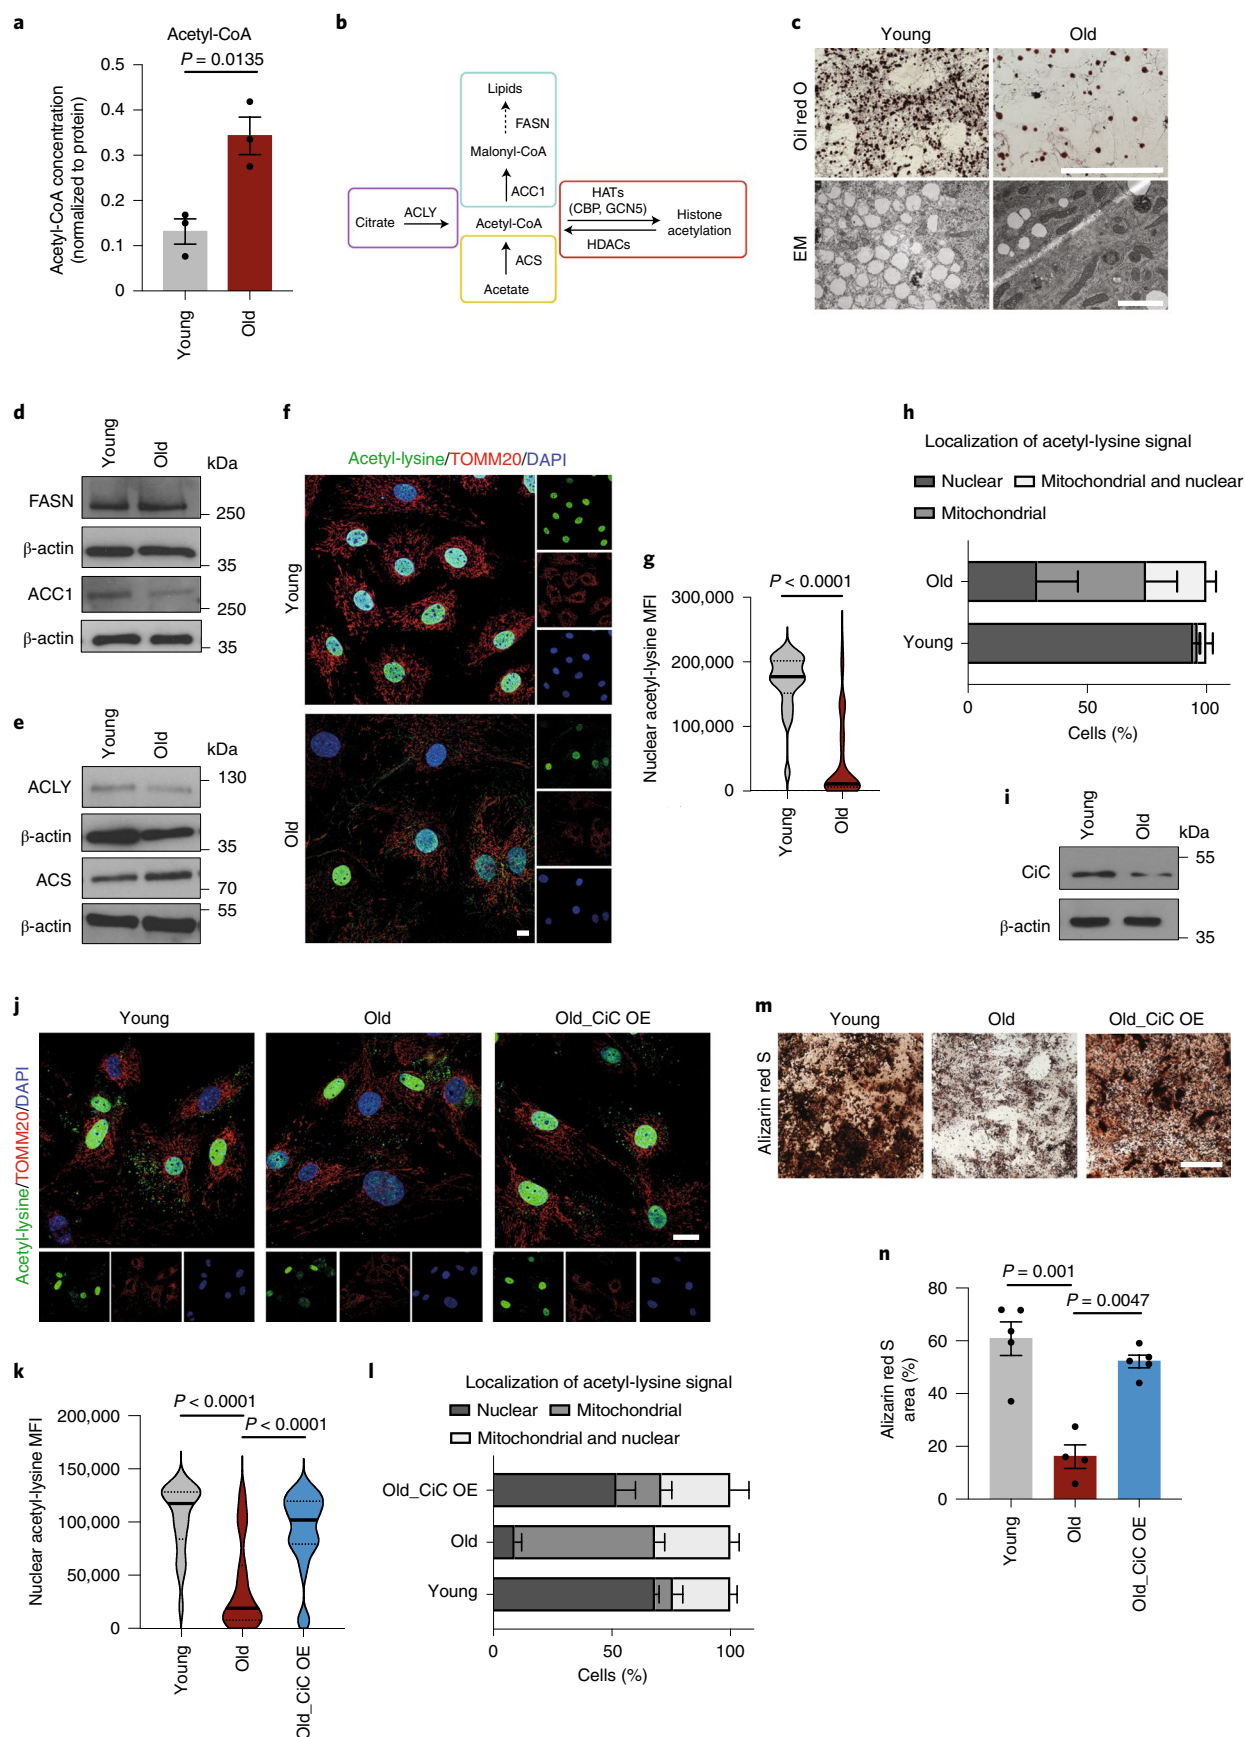 a
Acetyl-CoA
P = 0.0135
Acetyl-CoA concentration
(normalized to protein)
0.5
0.4
0.3
0.2
0.1
0
Young
Old
b
Lipids
FASN
Malonyl-CoA
ACC1
Citrate
ACLY
Acetyl-CoA
HATs
(CBP, GCN5)
HDACs
Histone
acetylation
ACS
Acetate
c
Young
Old
Oil red O
EM
d
Young
Old
kDa
FASN
250
β-actin
35
ACC1
250
β-actin
35
e
Young
Old
kDa
ACLY
130
β-actin
35
ACS
70
55
β-actin
f
Acetyl-lysine/TOMM20/DAPI
Young
Old
g
P < 0.0001
Nuclear acetyl-lysine MFI
300,000
200,000
100,000
0
Young
Old
h
Localization of acetyl-lysine signal
Nuclear
Mitochondrial and nuclear
Mitochondrial
Old
Young
0
50
100
Cells (%)
i
Young
Old
kDa
55
CiC
β-actin
35
j
Young
Old
Old_CiC OE
Acetyl-lysine/TOMM20/DAPI
k
P < 0.0001
P < 0.0001
Nuclear acetyl-lysine MFI
200,000
150,000
100,000
50,000
0
Young
Old
Old_CiC OE
l
Localization of acetyl-lysine signal
Nuclear
Mitochondrial
Mitochondrial and nuclear
Old_CiC OE
Old
Young
0
50
100
Cells (%)
m
Young
Old
Old_CiC OE
Alizarin red S
n
P = 0.001
P = 0.0047
Alizarin red S
area (%)
80
60
40
20
0
Young
Old
Old_CiC OE